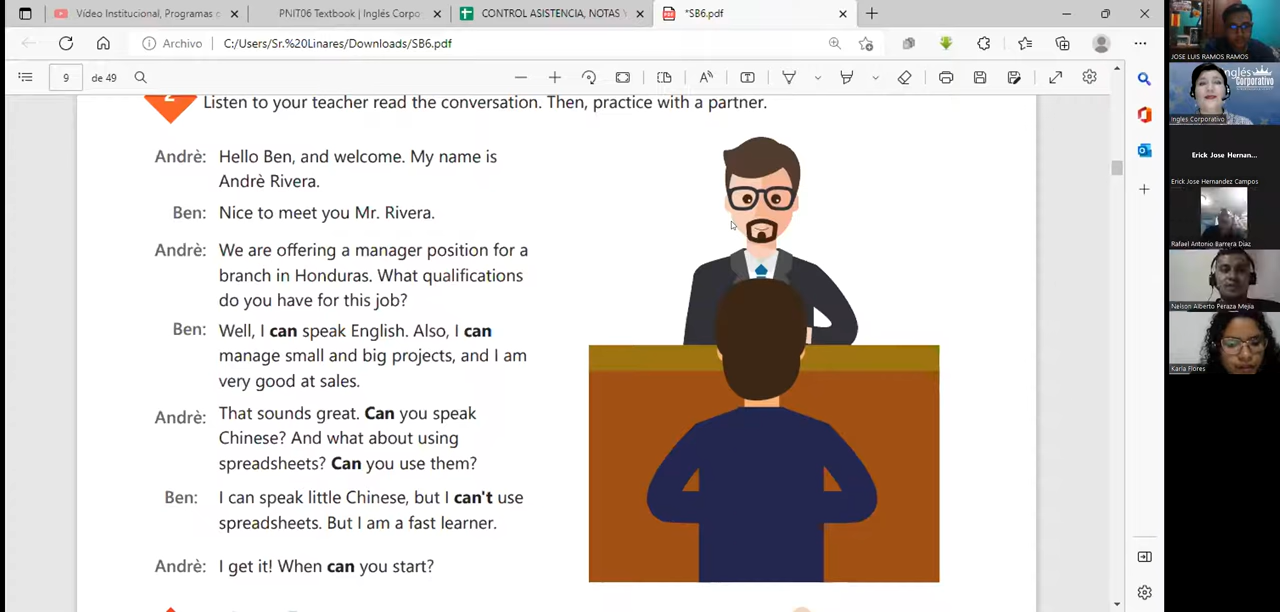 Vídeo Institucional, Programas c
PNIT06 Textbook | Inglés Corpo
CONTROL ASISTENCIA, NOTAS Y
*SB6.pdf
Archivo
C:/Users/Sr.%20Linares/Downloads/SB6.pdf
9
de 49
2
Listen to your teacher read the conversation. Then, practice with a partner.
Andrè: Hello Ben, and welcome. My name is
Andrè Rivera.
Ben: Nice to meet you Mr. Rivera.
Andrè: We are offering a manager position for a
branch in Honduras. What qualifications
do you have for this job?
Ben: Well, I can speak English. Also, I can
manage small and big projects, and I am
very good at sales.
Andrè: That sounds great. Can you speak
Chinese? And what about using
spreadsheets? Can you use them?
Ben: I can speak little Chinese, but I can't use
spreadsheets. But I am a fast learner.
Andrè: I get it! When can you start?
JOSE LUIS RAMOS RAMOS
Inglés
Corporativo
Ingles Corporativo
Erick Jose Hernan...
Erick Jose Hernandez Campos
Rafael Antonio Barrera Diaz
Nelson Alberto Peraza Mejia
Karla Flores